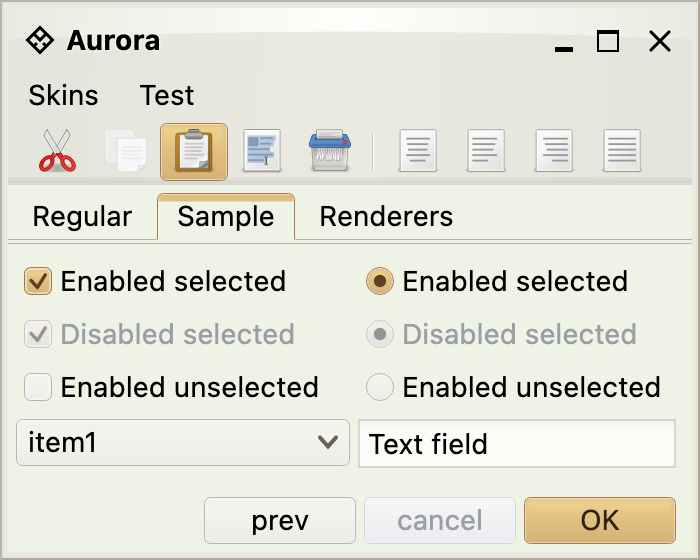 Aurora
Skins Test
Regular Sample Renderers
Enabled selected Enabled selected
Disabled selected Disabled selected
Enabled unselected Enabled unselected
item1 Text field
prev cancel OK